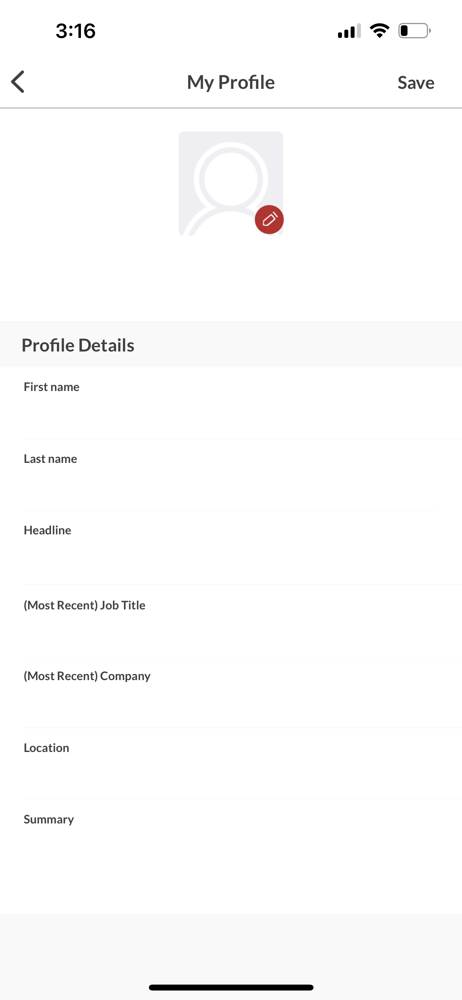 3:16
My Profile
Save
Profile Details
First name
Last name
Headline
(Most Recent) Job Title
(Most Recent) Company
Location
Summary